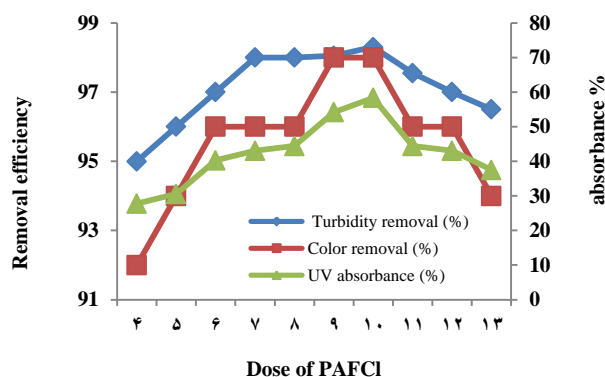 99
97
95
93
91
Removal efficiency
80
70
60
50
40
30
20
10
0
absorbance %
Turbidity removal (%)
Color removal (%)
UV absorbance (%)
۴ ۵ ۶ ۷ ۸ ۹ ۱۰ ۱۱ ۱۲ ۱۳
Dose of PAFCl